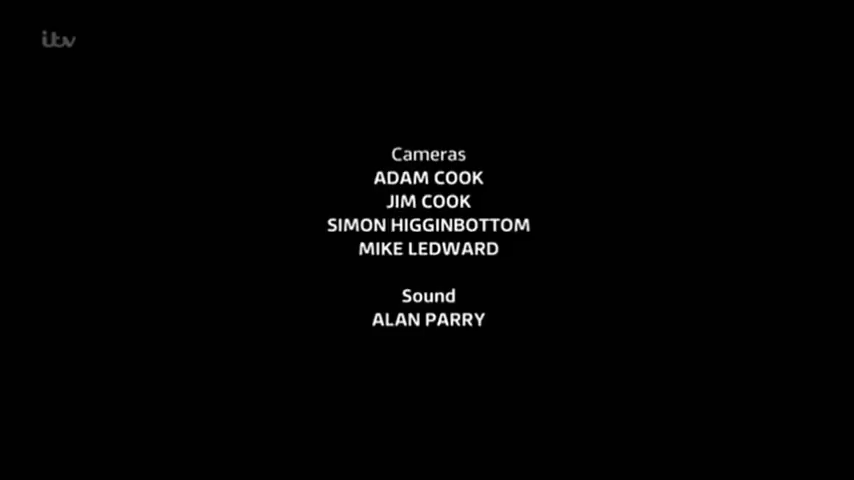 itv
Cameras
ADAM COOK
JIM COOK
SIMON HIGGINBOTTOM
MIKE LEDWARD
Sound
ALAN PARRY